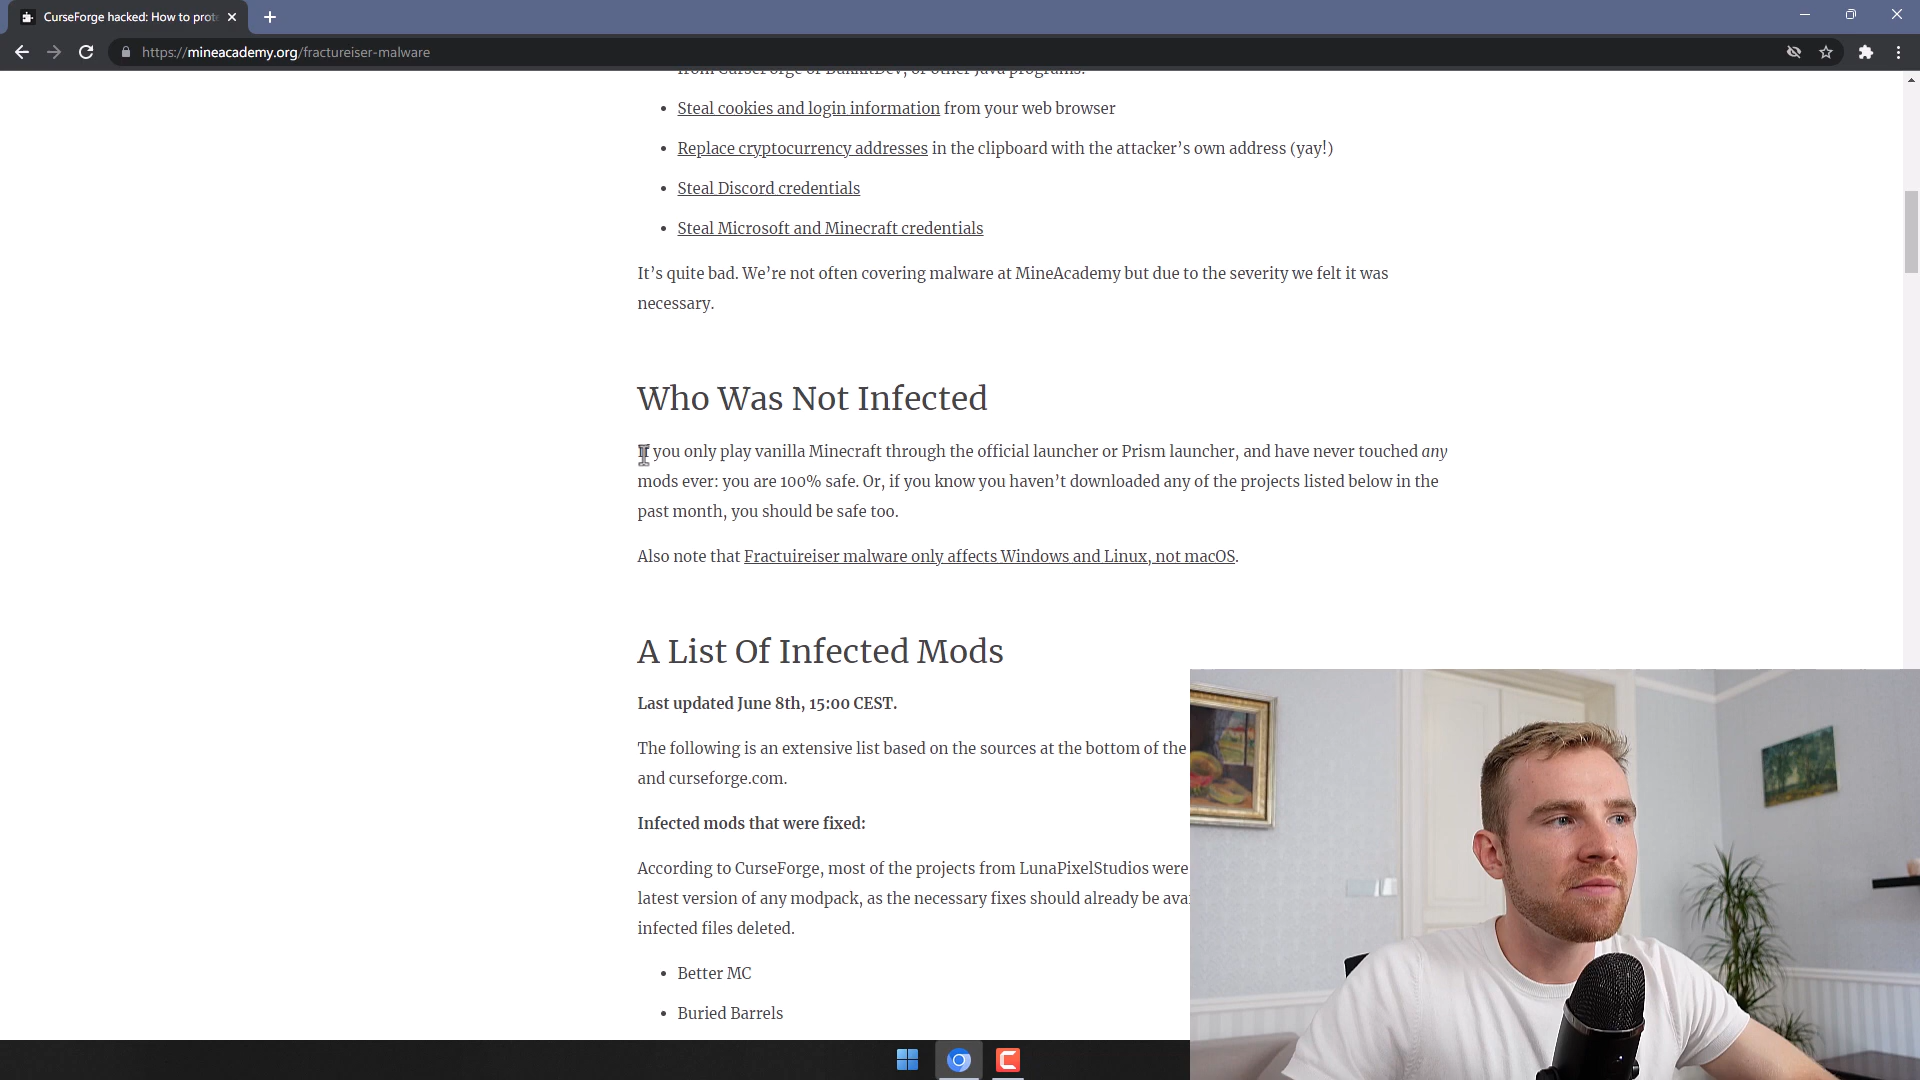 CurseForge hacked: How to prot
https://mineacademy.org/fractureiser-malware
from CurseForge or BukkitDev, or other Java programs.
• Steal cookies and login information from your web browser
• Replace cryptocurrency addresses in the clipboard with the attacker’s own address (yay!)
• Steal Discord credentials
• Steal Microsoft and Minecraft credentials
It’s quite bad. We’re not often covering malware at MineAcademy but due to the severity we felt it was
necessary.
Who Was Not Infected
If you only play vanilla Minecraft through the official launcher or Prism launcher, and have never touched any
mods ever: you are 100% safe. Or, if you know you haven’t downloaded any of the projects listed below in the
past month, you should be safe too.
Also note that Fractuireiser malware only affects Windows and Linux, not macOS.
A List Of Infected Mods
Last updated June 8th, 15:00 CEST.
The following is an extensive list based on the sources at the bottom of the
and curseforge.com.
Infected mods that were fixed:
According to CurseForge, most of the projects from LunaPixelStudios were
latest version of any modpack, as the necessary fixes should already be avai
infected files deleted.
• Better MC
• Buried Barrels